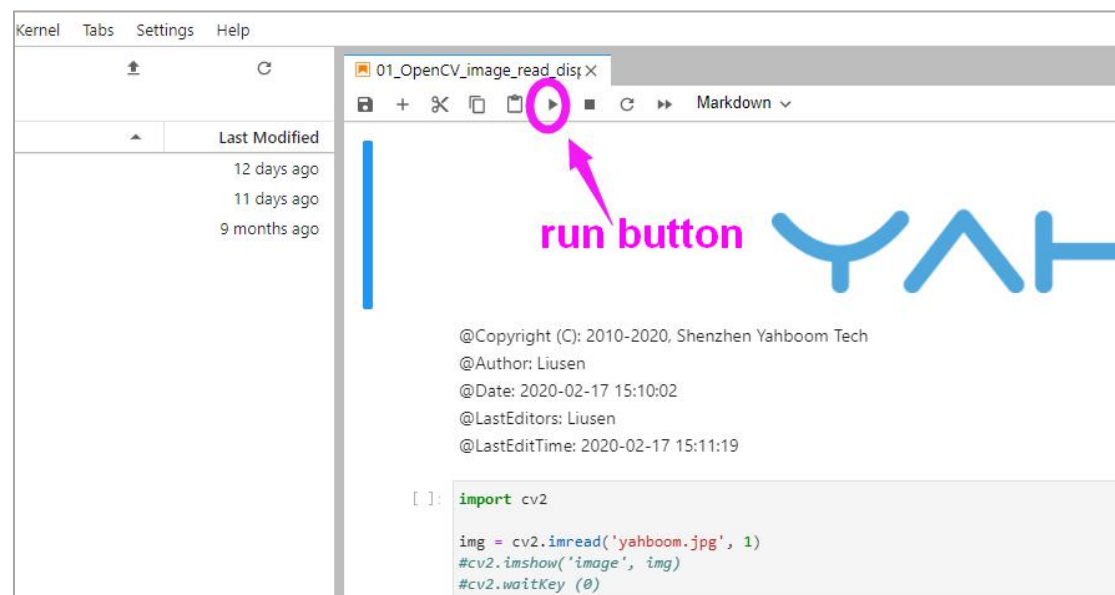 Kernel Tabs Settings Help
01_OpenCV_image_read_disp
Markdown
Last Modified
12 days ago
11 days ago
9 months ago
run button
YAH
@Copyright (C): 2010-2020, Shenzhen Yahboom Tech
@Author: Liusen
@Date: 2020-02-17 15:10:02
@LastEditors: Liusen
@LastEditTime: 2020-02-17 15:11:19
[ ]: import cv2
img = cv2.imread('yahboom.jpg', 1)
#cv2.imshow('image', img)
#cv2.waitKey (0)